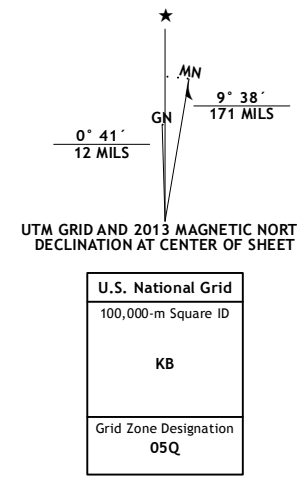 ★
MN
GN
9° 38´
171 MILS
0° 41´
12 MILS
UTM GRID AND 2013 MAGNETIC NORT
DECLINATION AT CENTER OF SHEET
U.S. National Grid
100,000-m Square ID
KB
Grid Zone Designation
05Q